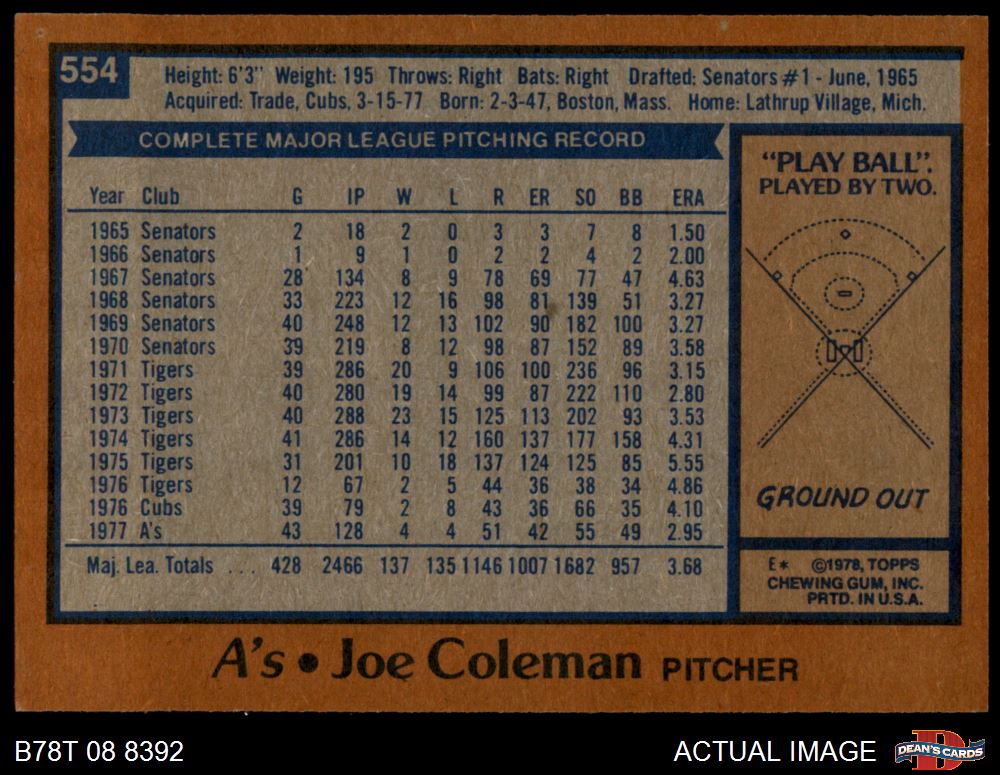 554
Height: 6'3" Weight: 195 Throws: Right Bats: Right Drafted: Senators #1 - June, 1965
Acquired: Trade, Cubs, 3-15-77 Born: 2-3-47, Boston, Mass. Home: Lathrup Village, Mich.
COMPLETE MAJOR LEAGUE PITCHING RECORD
Year Club G IP W L R ER SO BB ERA
1965 Senators 2 18 2 0 3 3 7 8 1.50
1966 Senators 1 9 1 0 2 2 4 2 2.00
1967 Senators 28 134 8 9 78 69 77 47 4.63
1968 Senators 33 223 12 16 98 81 139 51 3.27
1969 Senators 40 248 12 13 102 90 182 100 3.27
1970 Senators 39 219 8 12 98 87 152 89 3.58
1971 Tigers 39 286 20 9 106 100 236 96 3.15
1972 Tigers 40 280 19 14 99 87 222 110 2.80
1973 Tigers 40 288 23 15 125 113 202 93 3.53
1974 Tigers 41 286 14 12 160 137 177 158 4.31
1975 Tigers 31 201 10 18 137 124 125 85 5.55
1976 Tigers 12 67 2 5 44 36 38 34 4.86
1976 Cubs 39 79 2 8 43 36 66 35 4.10
1977 A's 43 128 4 4 51 42 55 49 2.95
Maj. Lea. Totals ... 428 2466 137 135 1146 1007 1682 957 3.68
"PLAY BALL".
PLAYED BY TWO.
GROUND OUT
E* ©1978, TOPPS
CHEWING GUM, INC.
PRTD. IN U.S.A.
A's • Joe Coleman PITCHER
B78T 08 8392
ACTUAL IMAGE
D
DEAN'S CARDS